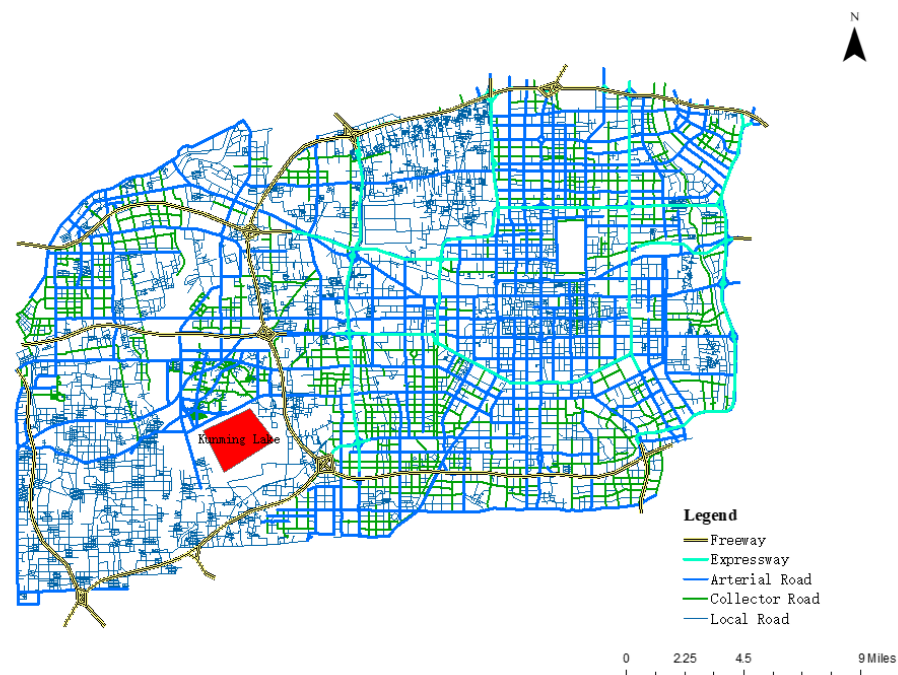 N
Kunming Lake
Legend
Freeway
Expressway
Arterial Road
Collector Road
Local Road
0 2.25 4.5 9 Miles